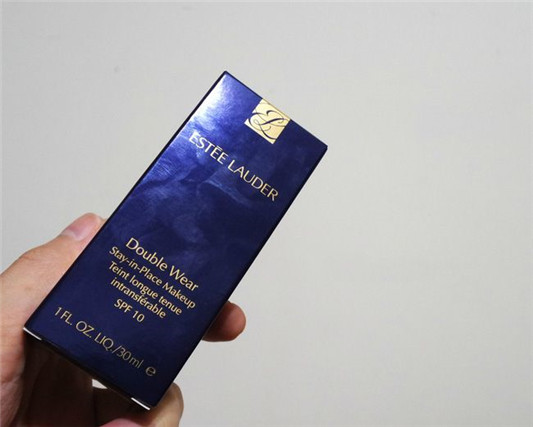 ESTĒE LAUDER
Double Wear
Stay-in-Place Makeup
Teint longue tenue
intransférable
SPF 10
1 FL. OZ. LIQ./30ml e